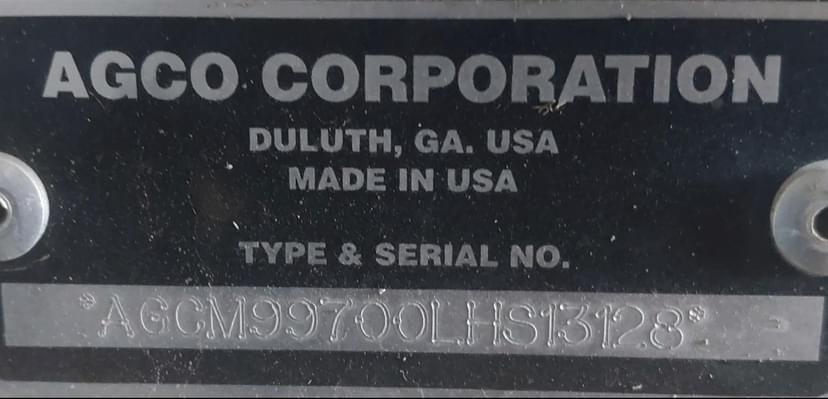 AGCO CORPORATION
DULUTH, GA. USA
MADE IN USA
TYPE & SERIAL NO.
*AGCM99700LHS13128*